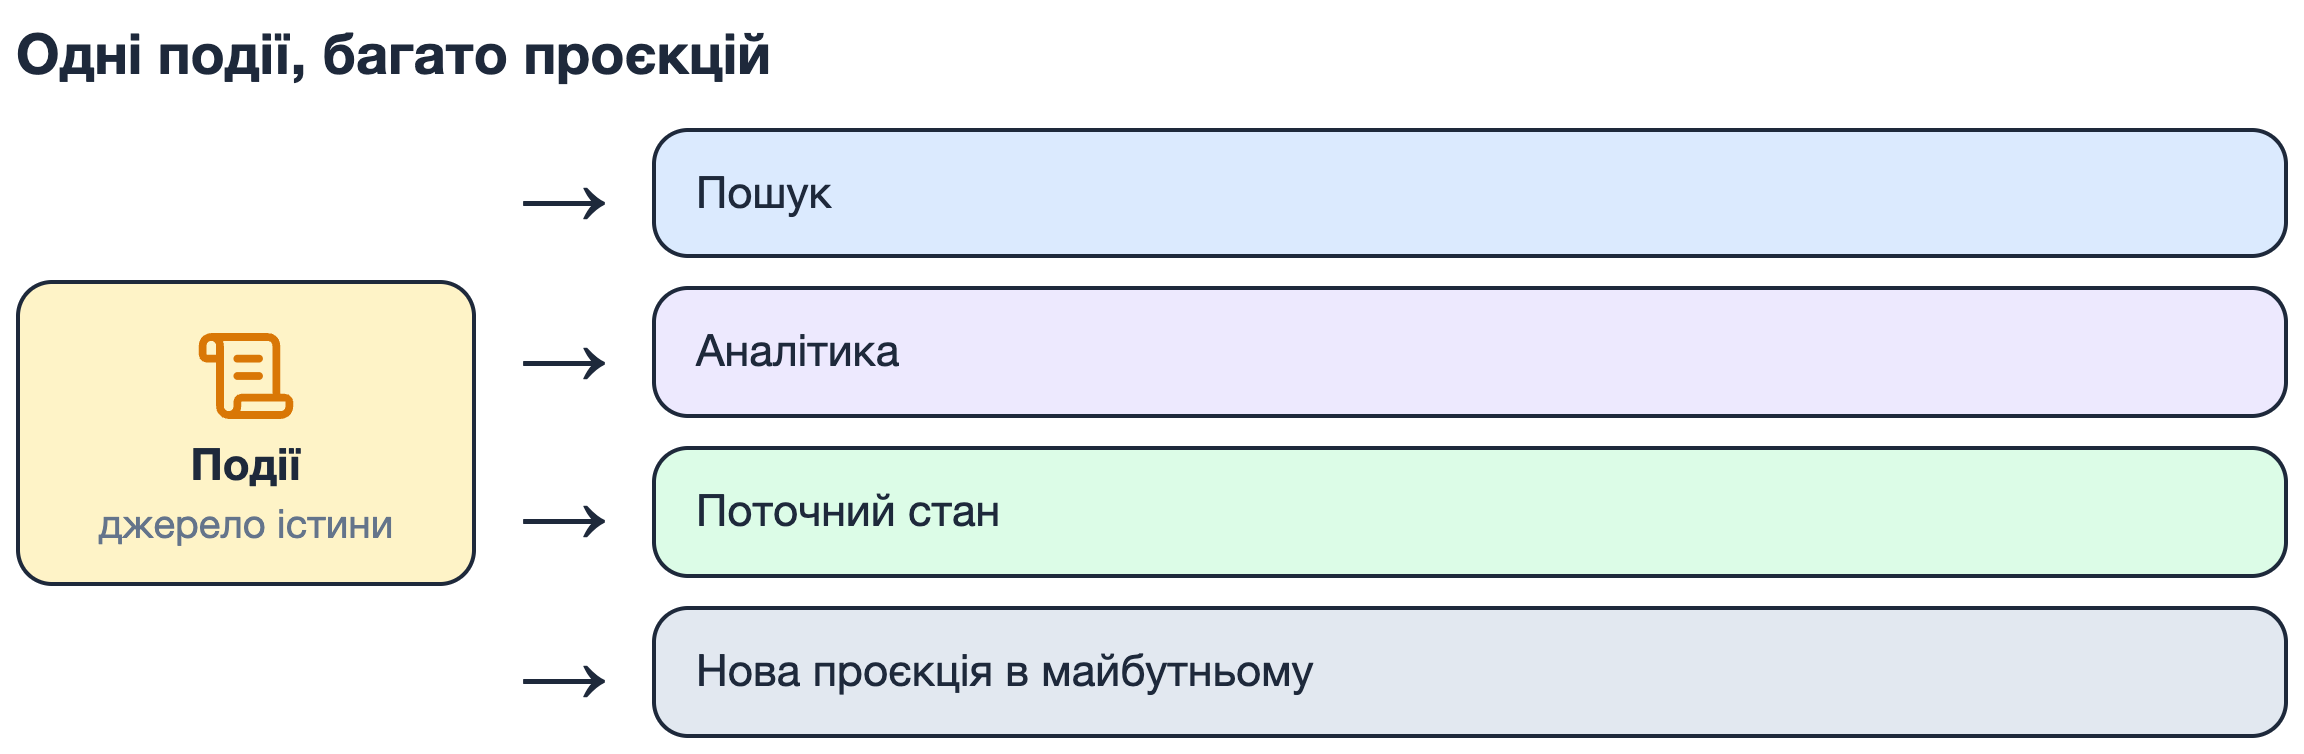 Одні події, багато проєкцій
Події
джерело істини
Пошук
Аналітика
Поточний стан
Нова проєкція в майбутньому